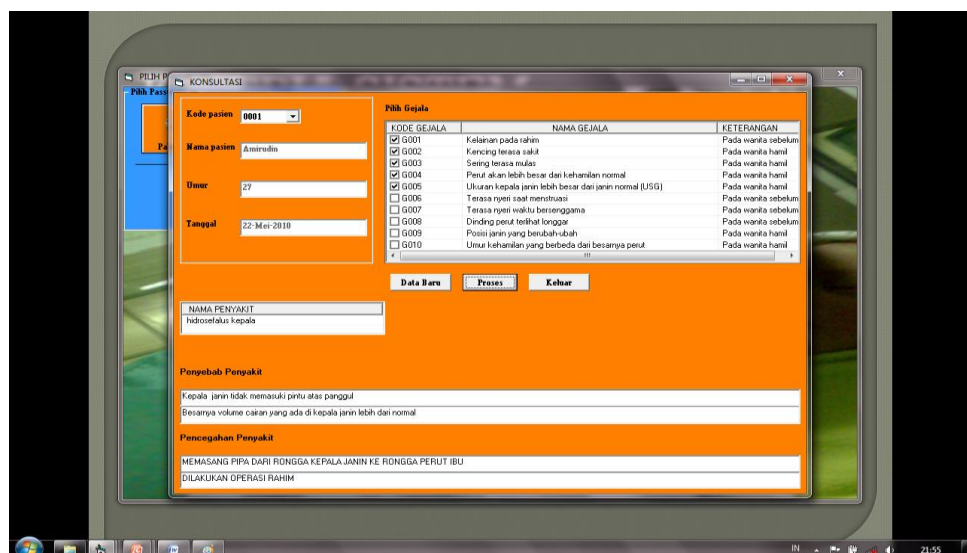 PILIH P
KONSULTASI
Pilih Pass
Pa
Kode pasien
0001
Nama pasien
Amirudin
Umur
27
Tanggal
22-Mei-2010
Pilih Gejala
KODE GEJALA NAMA GEJALA KETERANGAN
G001 Kelainan pada rahim Pada wanita sebelum
G002 Kencing terasa sakit Pada wanita hamil
G003 Sering terasa mulas Pada wanita hamil
G004 Perut akan lebih besar dari kehamilan normal Pada wanita hamil
G005 Ukuran kepala janin lebih besar dari janin normal (USG) Pada wanita hamil
G006 Terasa nyeri saat menstruasi Pada wanita sebelum
G007 Terasa nyeri waktu bersenggama Pada wanita sebelum
G008 Dinding perut terlihat longgar Pada wanita sebelum
G009 Posisi janin yang berubah-ubah Pada wanita hamil
G010 Umur kehamilan yang berbeda dari besarnya perut Pada wanita hamil
Data Baru Proses Keluar
NAMA PENYAKIT
hidrosefalus kepala
Penyebab Penyakit
Kepala janin tidak memasuki pintu atas panggul
Besarnya volume cairan yang ada di kepala janin lebih dari normal
Pencegahan Penyakit
MEMASANG PIPA DARI RONGGA KEPALA JANIN KE RONGGA PERUT IBU
DILAKUKAN OPERASI RAHIM
IN 21:55